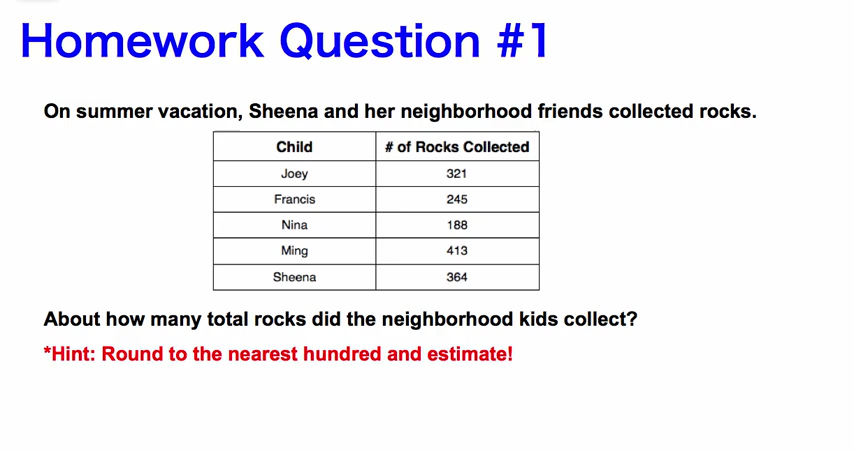 Homework Question #1
On summer vacation, Sheena and her neighborhood friends collected rocks.
Child # of Rocks Collected
Joey 321
Francis 245
Nina 188
Ming 413
Sheena 364
About how many total rocks did the neighborhood kids collect?
*Hint: Round to the nearest hundred and estimate!